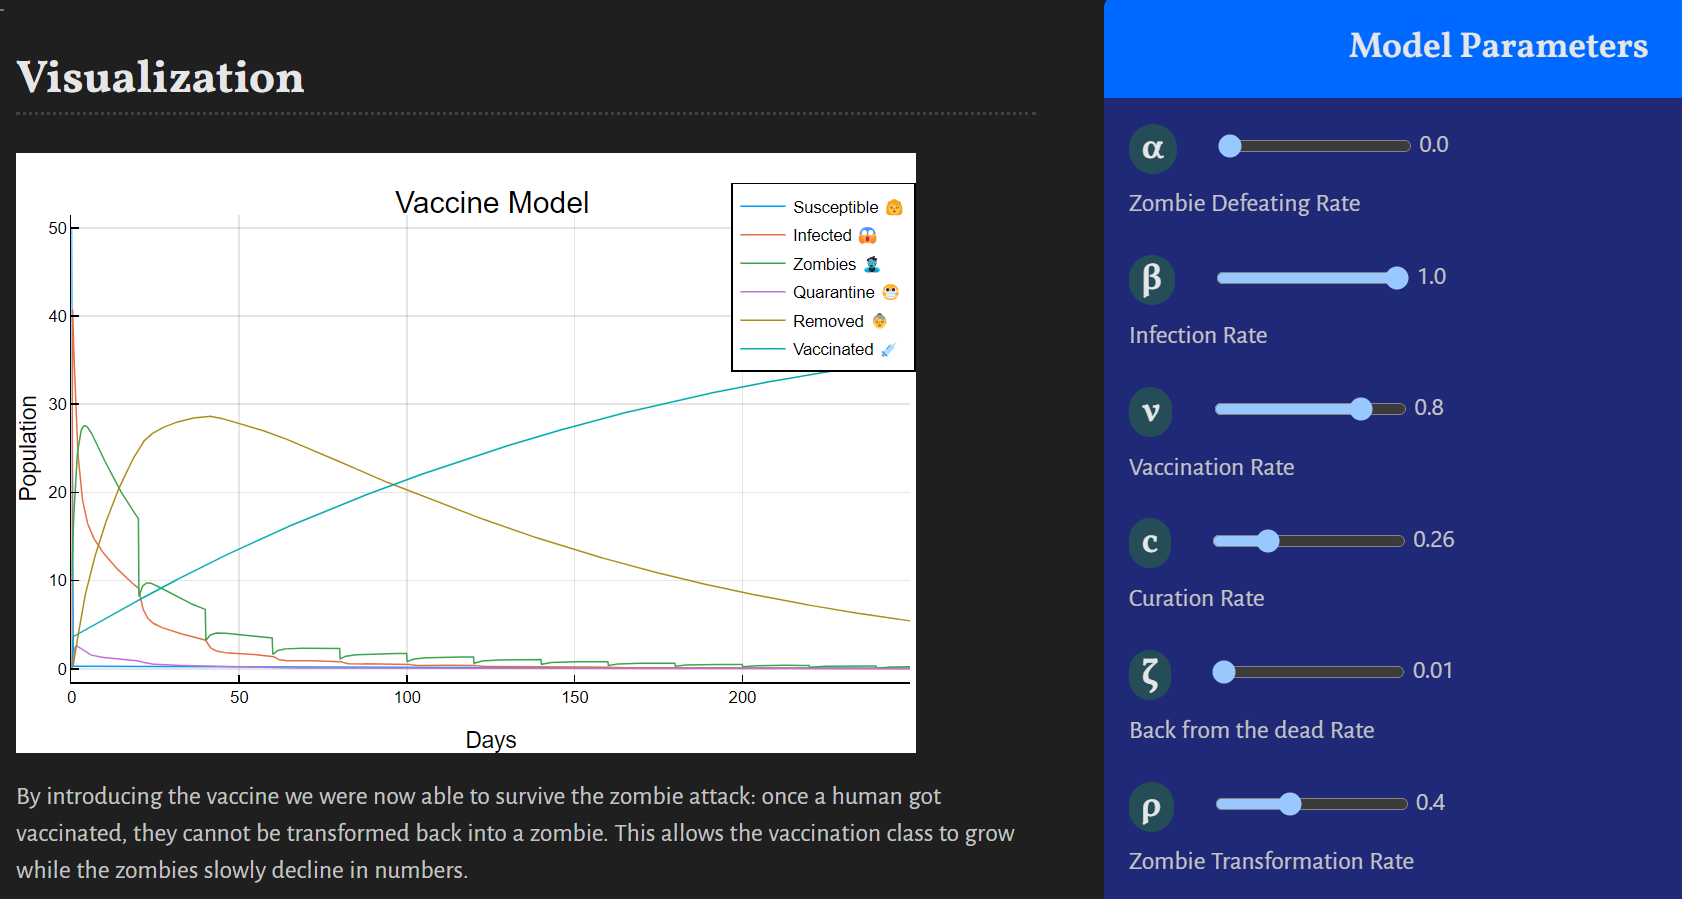 Visualization
Vaccine Model
Susceptible
Infected
Zombies
Quarantine
Removed
Vaccinated
Population
50
40
30
20
10
0
0
50
100
150
200
Days
By introducing the vaccine we were now able to survive the zombie attack: once a human got
vaccinated, they cannot be transformed back into a zombie. This allows the vaccination class to grow
while the zombies slowly decline in numbers.
Model Parameters
α 0.0
Zombie Defeating Rate
β 1.0
Infection Rate
ν 0.8
Vaccination Rate
c 0.26
Curation Rate
ζ 0.01
Back from the dead Rate
ρ 0.4
Zombie Transformation Rate